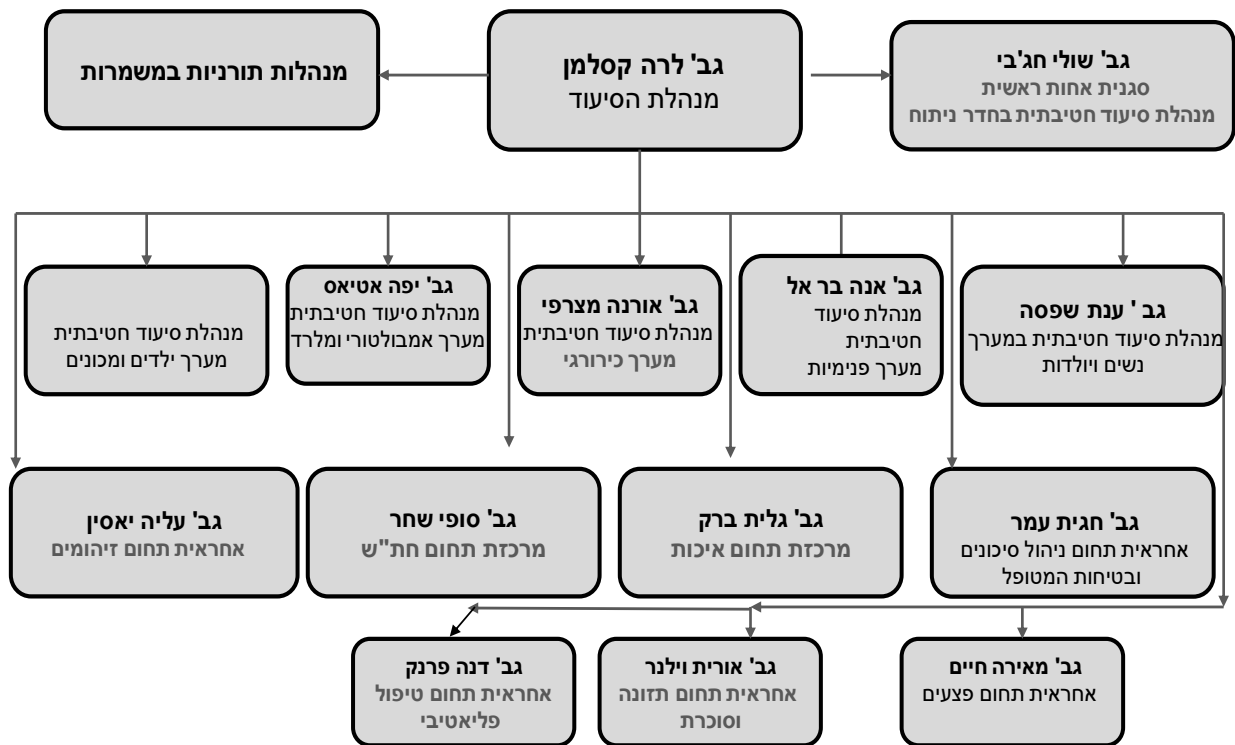 גב' שולי חג'בי
סגנית אחות ראשית
מנהלת סיעוד חטיבתית בחדר ניתוח
גב' לרה קסלמן
מנהלת הסיעוד
מנהלות תורניות במשמרות
גב ' ענת שפסה
מנהלת סיעוד חטיבתית במערך
נשים ויולדות
גב' אנה בר אל
מנהלת סיעוד
חטיבתית
מערך פנימיות
גב' אורנה מצרפי
מנהלת סיעוד חטיבתית
מערך כירורגי
גב' יפה אטיאס
מנהלת סיעוד חטיבתית
מערך אמבולטורי ומלרד
מנהלת סיעוד חטיבתית
מערך ילדים ומכונים
גב' חגית עמר
אחראית תחום ניהול סיכונים
ובטיחות המטופל
גב' גלית ברק
מרכזת תחום איכות
גב' סופי שחר
מרכזת תחום חת"ש
גב' עליה יאסין
אחראית תחום זיהומים
גב' מאירה חיים
אחראית תחום פצעים
גב' אורית וילנר
אחראית תחום תזונה
וסוכרת
גב' דנה פרנק
אחראית תחום טיפול
פליאטיבי